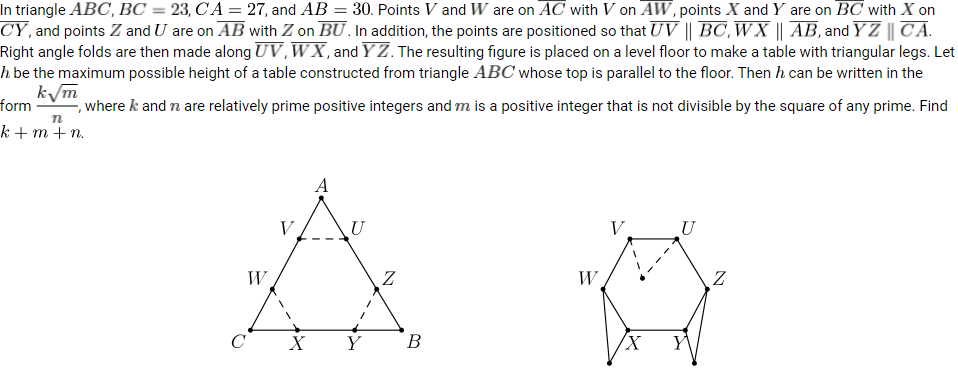 In triangle ABC, BC = 23, CA = 27, and AB = 30. Points V and W are on \overline{AC} with V on \overline{AW}, points X and Y are on \overline{BC} with X on
\overline{CY}, and points Z and U are on \overline{AB} with Z on \overline{BU}. In addition, the points are positioned so that \overline{UV} ∥ \overline{BC}, \overline{WX} ∥ \overline{AB}, and \overline{YZ} ∥ \overline{CA}.
Right angle folds are then made along \overline{UV}, \overline{WX}, and \overline{YZ}. The resulting figure is placed on a level floor to make a table with triangular legs. Let
h be the maximum possible height of a table constructed from triangle ABC whose top is parallel to the floor. Then h can be written in the
form \frac{k\sqrt{m}}{n}, where k and n are relatively prime positive integers and m is a positive integer that is not divisible by the square of any prime. Find
k + m + n.
A
V U V U
W Z W Z
C X Y B X Y